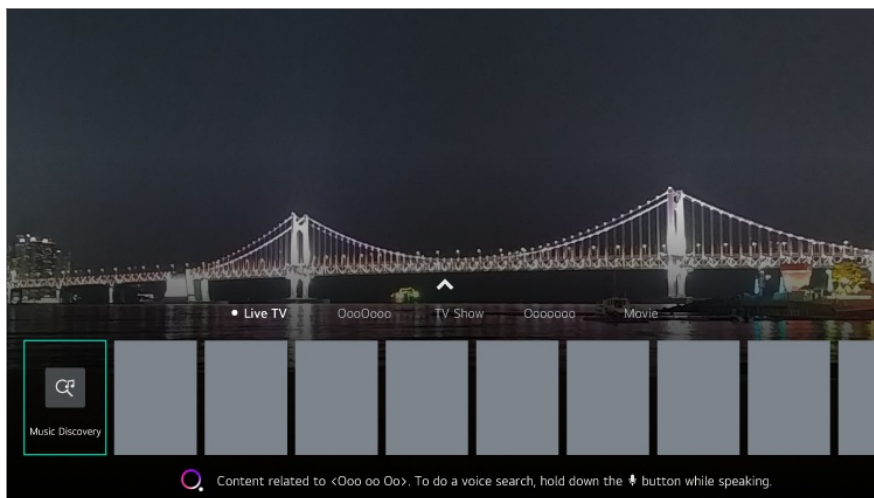 Live TV
OooOooo
TV Show
Ooooooo
Movie
Music Discovery
Content related to <Ooo oo Oo>. To do a voice search, hold down the button while speaking.